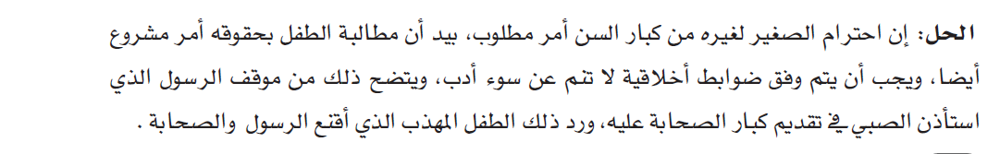 الحل: إن احترام الصغير لغيره من كبار السن أمر مطلوب، بيد أن مطالبة الطفل بحقوقه أمر مشروع
أيضا، ويجب أن يتم وفق ضوابط أخلاقية لا تنم عن سوء أدب، ويتضح ذلك من موقف الرسول الذي
استأذن الصبي في تقديم كبار الصحابة عليه، ورد ذلك الطفل المهذب الذي أقنع الرسول والصحابة .